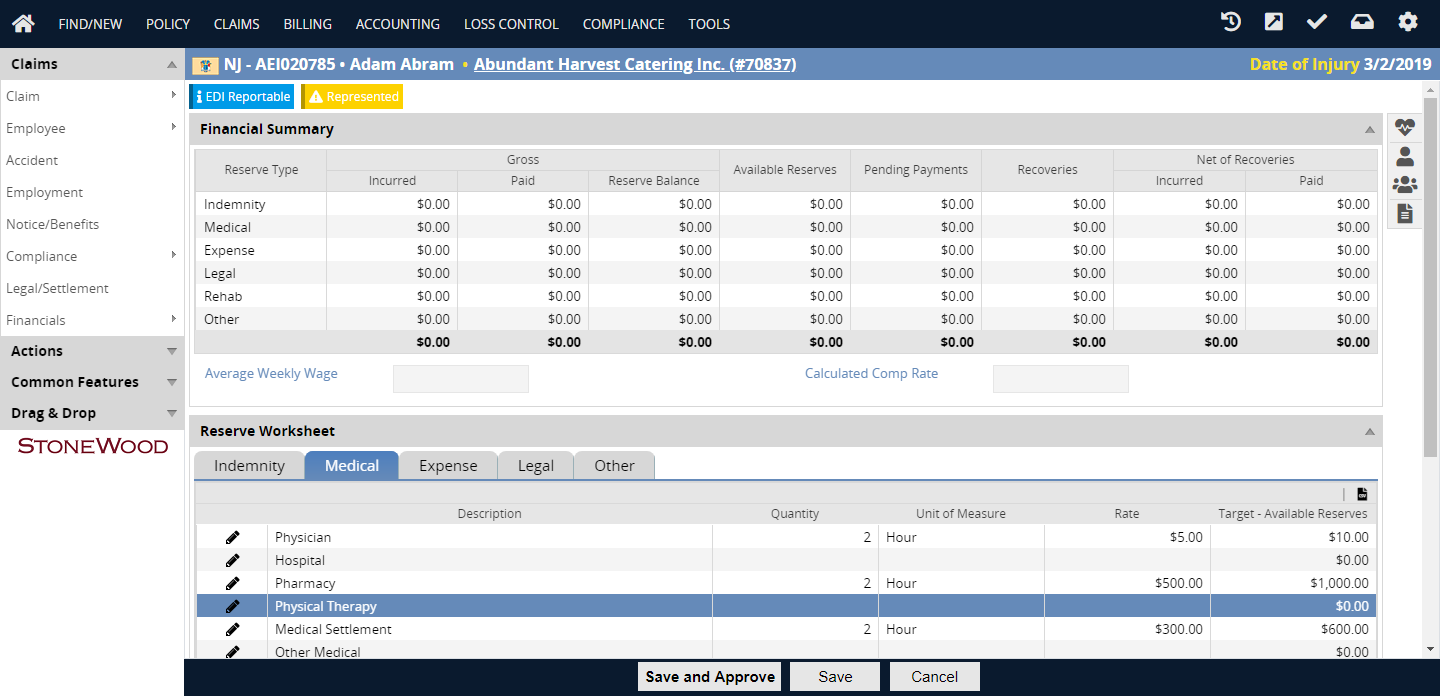 FIND/NEW POLICY CLAIMS BILLING ACCOUNTING LOSS CONTROL COMPLIANCE TOOLS
Claims
Claim
Employee
Accident
Employment
Notice/Benefits
Compliance
Legal/Settlement
Financials
Actions
Common Features
Drag & Drop
STONEWOOD
NJ - AEI020785 • Adam Abram • Abundant Harvest Catering Inc. (#70837) Date of Injury 3/2/2019
EDI Reportable Represented
Financial Summary
Reserve Type Gross Available Reserves Pending Payments Recoveries Net of Recoveries
Incurred Paid Reserve Balance Incurred Paid
Indemnity $0.00 $0.00 $0.00 $0.00 $0.00 $0.00 $0.00 $0.00
Medical $0.00 $0.00 $0.00 $0.00 $0.00 $0.00 $0.00 $0.00
Expense $0.00 $0.00 $0.00 $0.00 $0.00 $0.00 $0.00 $0.00
Legal $0.00 $0.00 $0.00 $0.00 $0.00 $0.00 $0.00 $0.00
Rehab $0.00 $0.00 $0.00 $0.00 $0.00 $0.00 $0.00 $0.00
Other $0.00 $0.00 $0.00 $0.00 $0.00 $0.00 $0.00 $0.00
$0.00 $0.00 $0.00 $0.00 $0.00 $0.00 $0.00 $0.00
Average Weekly Wage Calculated Comp Rate
Reserve Worksheet
Indemnity Medical Expense Legal Other
Description Quantity Unit of Measure Rate Target - Available Reserves
Physician 2 Hour $5.00 $10.00
Hospital $0.00
Pharmacy 2 Hour $500.00 $1,000.00
Physical Therapy $0.00
Medical Settlement 2 Hour $300.00 $600.00
Other Medical $0.00
Save and Approve Save Cancel